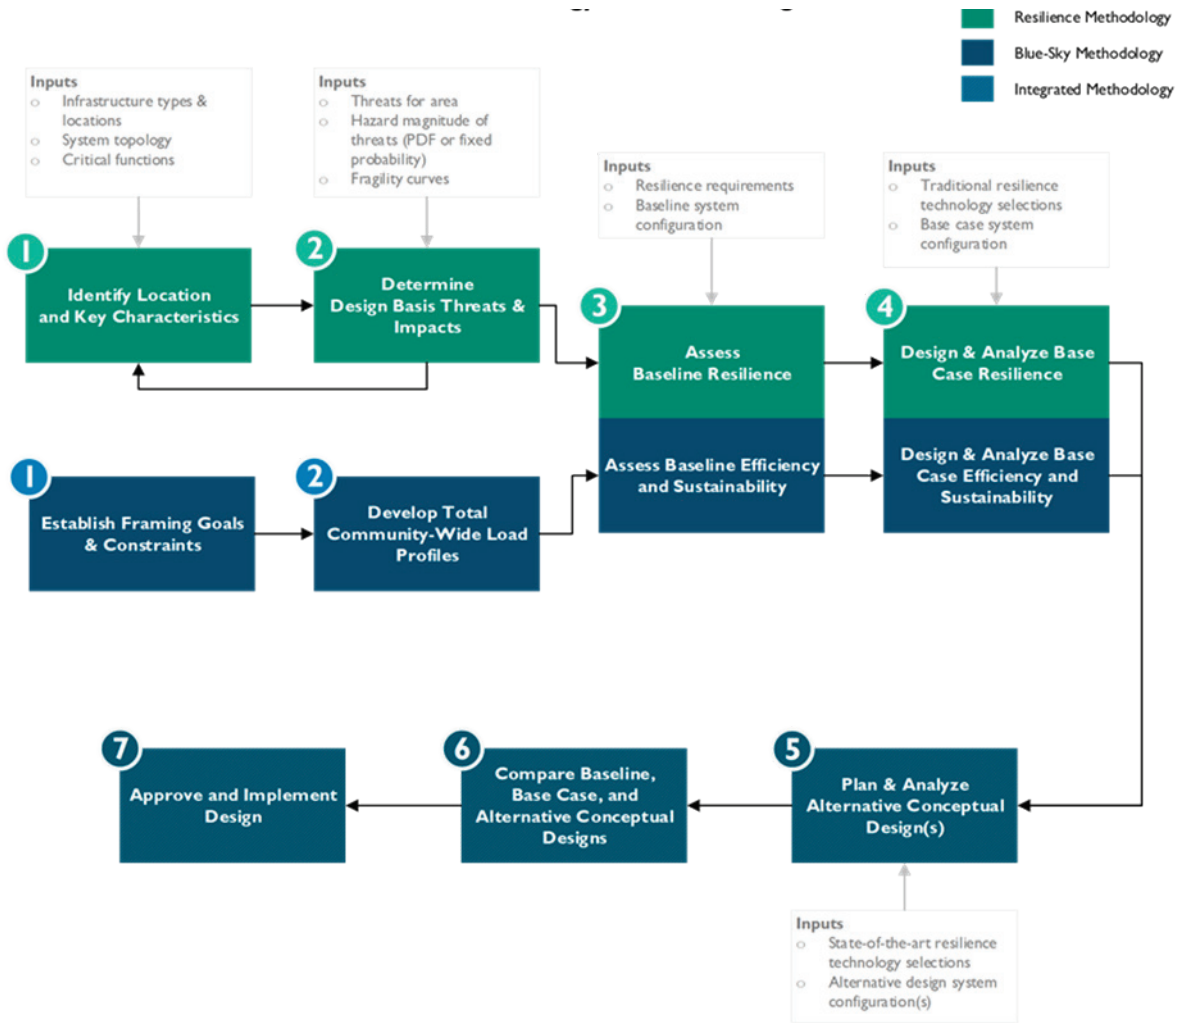 Resilience Methodology
Blue-Sky Methodology
Integrated Methodology
Inputs
○ Infrastructure types &
locations
○ System topology
○ Critical functions
Inputs
○ Threats for area
○ Hazard magnitude of
threats (PDF or fixed
probability)
○ Fragility curves
Inputs
○ Resilience requirements
○ Baseline system
configuration
Inputs
○ Traditional resilience
technology selections
○ Base case system
configuration
1
Identify Location
and Key Characteristics
2
Determine
Design Basis Threats &
Impacts
3
Assess
Baseline Resilience
4
Design & Analyze Base
Case Resilience
1
Establish Framing Goals
& Constraints
2
Develop Total
Community-Wide Load
Profiles
Assess Baseline Efficiency
and Sustainability
Design & Analyze Base
Case Efficiency and
Sustainability
7
Approve and Implement
Design
6
Compare Baseline,
Base Case, and
Alternative Conceptual
Designs
5
Plan & Analyze
Alternative Conceptual
Design(s)
Inputs
○ State-of-the-art resilience
technology selections
○ Alternative design system
configuration(s)